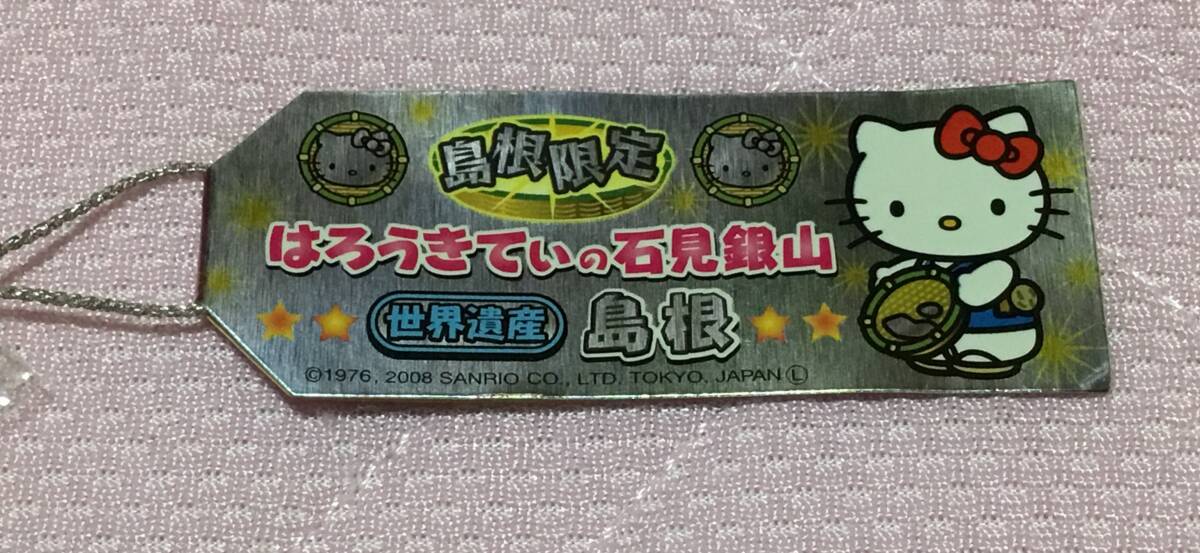 島根限定
はろうきてぃの石見銀山
世界遺産 島根
©1976, 2008 SANRIO CO., LTD. TOKYO, JAPAN Ⓛ